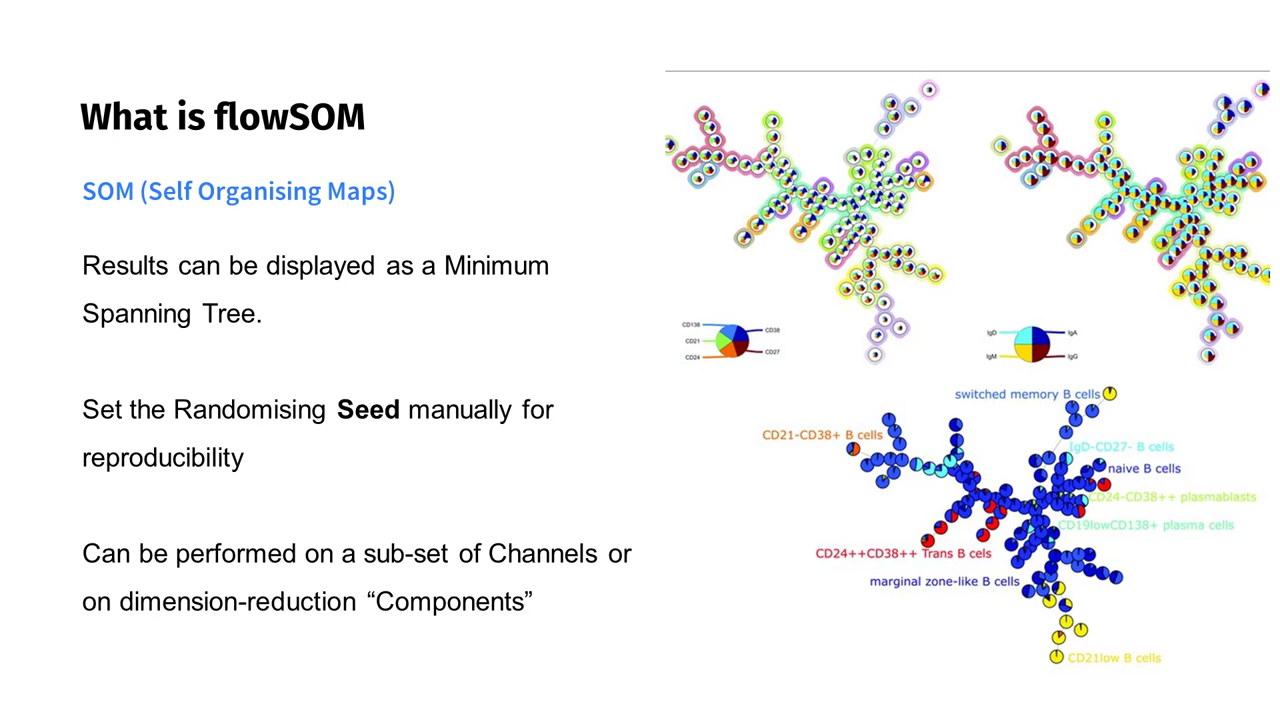 What is flowSOM
SOM (Self Organising Maps)
Results can be displayed as a Minimum
Spanning Tree.
Set the Randomising Seed manually for
reproducibility
Can be performed on a sub-set of Channels or
on dimension-reduction “Components”
CD138
CD38
CD21
CD27
CD24
IgD
IgA
IgM
IgG
switched memory B cells
CD21-CD38+ B cells
IgD-CD27- B cells
naive B cells
CD24-CD38++ plasmablasts
CD19lowCD138+ plasma cells
CD24++CD38++ Trans B cels
marginal zone-like B cells
CD21low B cells